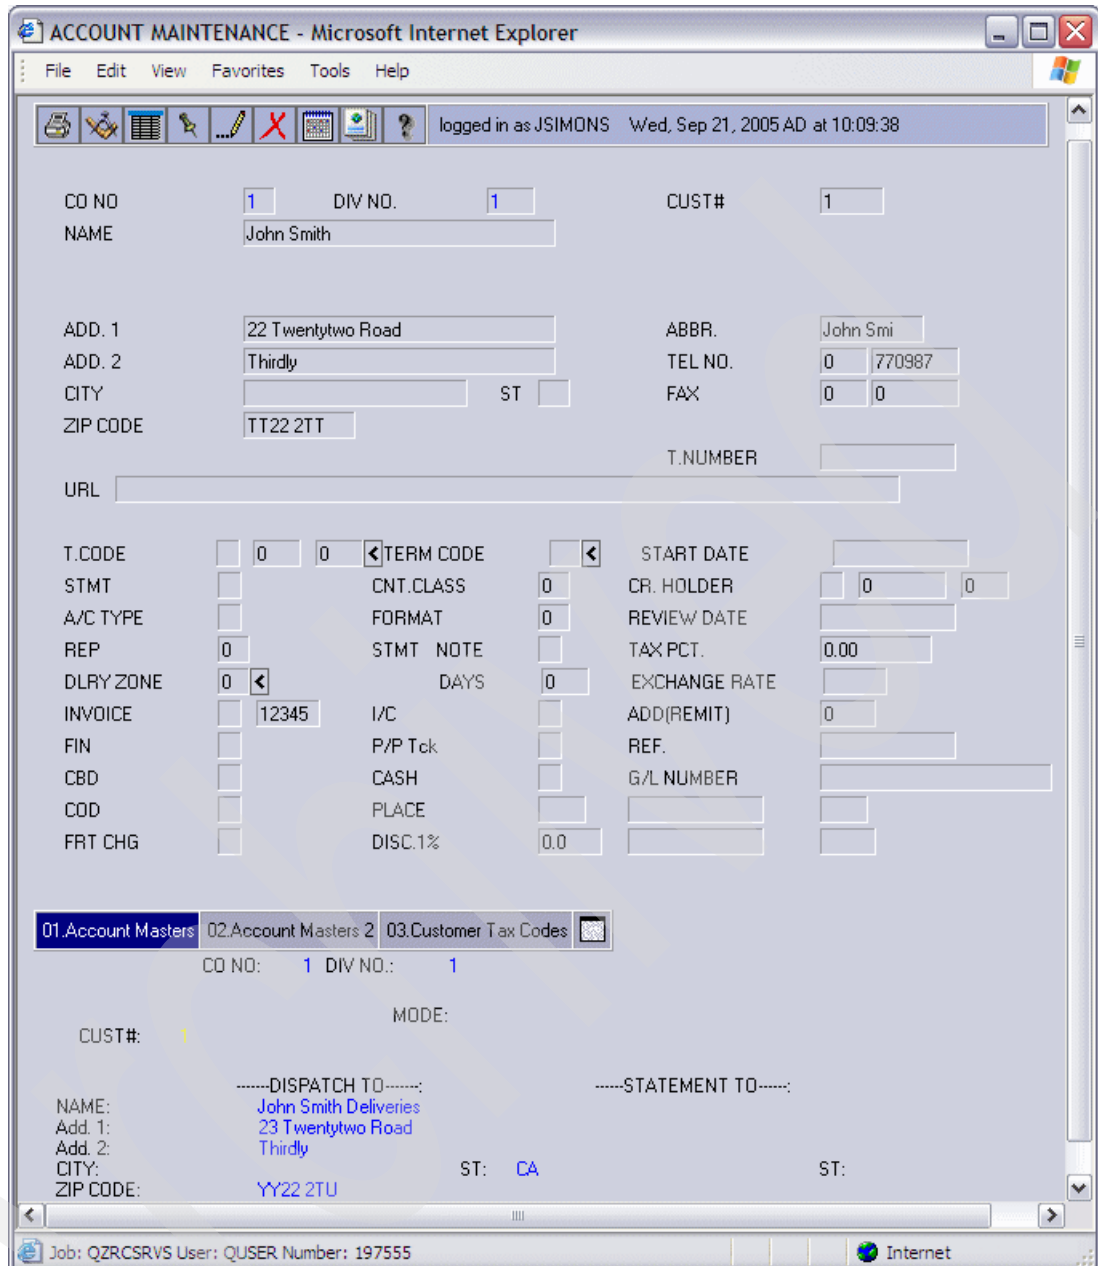 ACCOUNT MAINTENANCE - Microsoft Internet Explorer
File Edit View Favorites Tools Help
logged in as JSIMONS Wed, Sep 21, 2005 AD at 10:09:38
CO NO 1 DIV NO. 1 CUST# 1
NAME John Smith
ADD. 1 22 Twentytwo Road ABBR. John Smi
ADD. 2 Thirdly TEL NO. 0 770987
CITY ST FAX 0 0
ZIP CODE TT22 2TT
T.NUMBER
URL
T.CODE 0 0 < TERM CODE < START DATE
STMT CNT.CLASS 0 CR. HOLDER 0 0
A/C TYPE FORMAT 0 REVIEW DATE
REP 0 STMT NOTE TAX PCT. 0.00
DLRY ZONE 0 < DAYS 0 EXCHANGE RATE
INVOICE 12345 I/C ADD(REMIT) 0
FIN P/P Tck REF.
CBD CASH G/L NUMBER
COD PLACE
FRT CHG DISC.1% 0.0
01.Account Masters 02.Account Masters 2 03.Customer Tax Codes
CO NO: 1 DIV NO.: 1
MODE:
CUST#: 1
------DISPATCH TO-------: -----STATEMENT TO-----:
NAME: John Smith Deliveries
Add. 1: 23 Twentytwo Road
Add. 2: Thirdly
CITY: ST: CA ST:
ZIP CODE: YY22 2TU
Job: QZRCSRVS User: QUSER Number: 197555 Internet